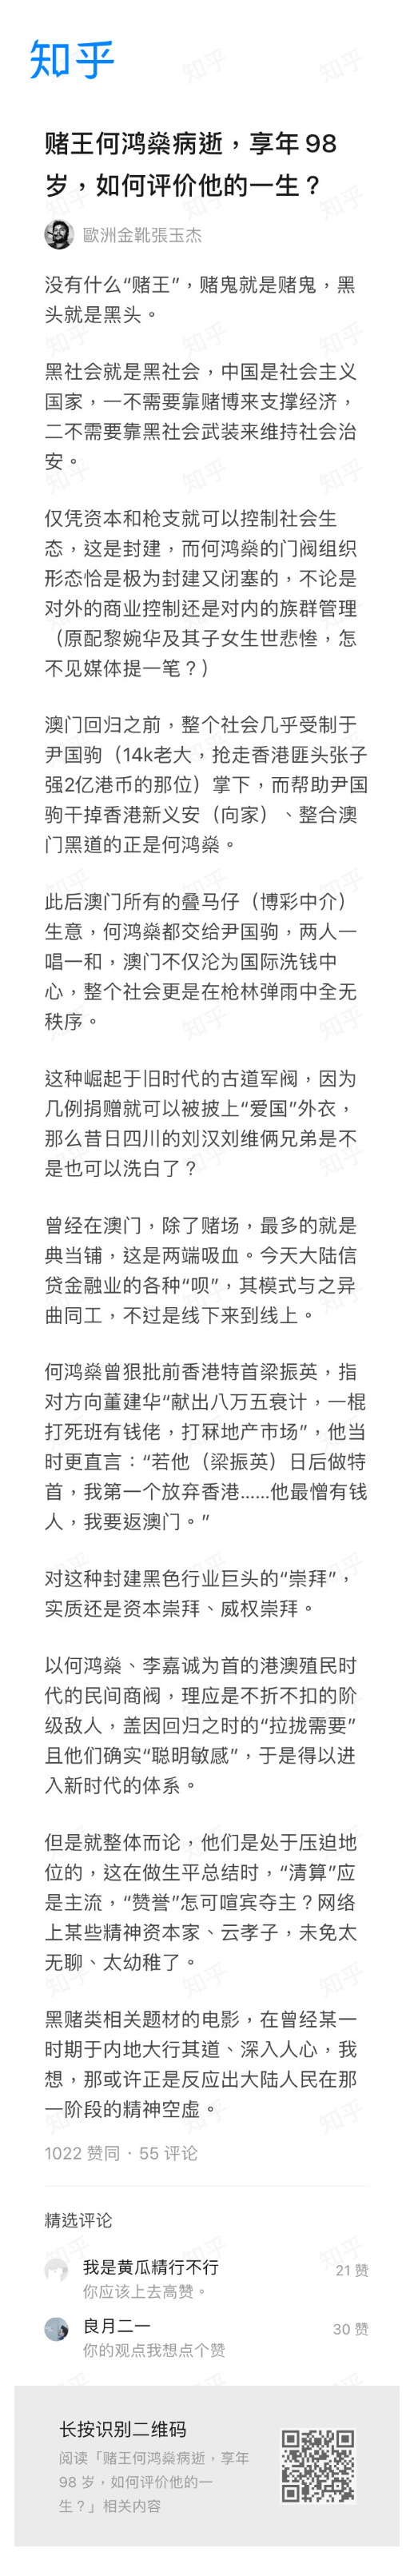 知乎
赌王何鸿燊病逝，享年 98
岁，如何评价他的一生？
歐洲金靴張玉杰
没有什么“赌王”，赌鬼就是赌鬼，黑
头就是黑头。
黑社会就是黑社会，中国是社会主义
国家，一不需要靠赌博来支撑经济，
二不需要靠黑社会武装来维持社会治
安。
仅凭资本和枪支就可以控制社会生
态，这是封建，而何鸿燊的门阀组织
形态恰是极为封建又闭塞的，不论是
对外的商业控制还是对内的族群管理
（原配黎婉华及其子女生世悲惨，怎
不见媒体提一笔？）
澳门回归之前，整个社会几乎受制于
尹国驹（14k老大，抢走香港匪头张子
强2亿港币的那位）掌下，而帮助尹国
驹干掉香港新义安（向家）、整合澳
门黑道的正是何鸿燊。
此后澳门所有的叠马仔（博彩中介）
生意，何鸿燊都交给尹国驹，两人一
唱一和，澳门不仅沦为国际洗钱中
心，整个社会更是在枪林弹雨中全无
秩序。
这种崛起于旧时代的古道军阀，因为
几例捐赠就可以被披上“爱国”外衣，
那么昔日四川的刘汉刘维俩兄弟是不
是也可以洗白了？
曾经在澳门，除了赌场，最多的就是
典当铺，这是两端吸血。今天大陆信
贷金融业的各种“呗”，其模式与之异
曲同工，不过是线下来到线上。
何鸿燊曾狠批前香港特首梁振英，指
对方向董建华“献出八万五衰计，一棍
打死班有钱佬，打冧地产市场”，他当
时更直言：“若他（梁振英）日后做特
首，我第一个放弃香港……他最憎有钱
人，我要返澳门。”
对这种封建黑色行业巨头的“崇拜”，
实质还是资本崇拜、威权崇拜。
以何鸿燊、李嘉诚为首的港澳殖民时
代的民间商阀，理应是不折不扣的阶
级敌人，盖因回归之时的“拉拢需要”
且他们确实“聪明敏感”，于是得以进
入新时代的体系。
但是就整体而论，他们是处于压迫地
位的，这在做生平总结时，“清算”应
是主流，“赞誉”怎可喧宾夺主？网络
上某些精神资本家、云孝子，未免太
无聊、太幼稚了。
黑赌类相关题材的电影，在曾经某一
时期于内地大行其道、深入人心，我
想，那或许正是反应出大陆人民在那
一阶段的精神空虚。
1022 赞同 · 55 评论
精选评论
我是黄瓜精行不行
21 赞
你应该上去高赞。
良月二一
30 赞
你的观点我想点个赞
长按识别二维码
阅读「赌王何鸿燊病逝，享年
98 岁，如何评价他的一
生？」相关内容